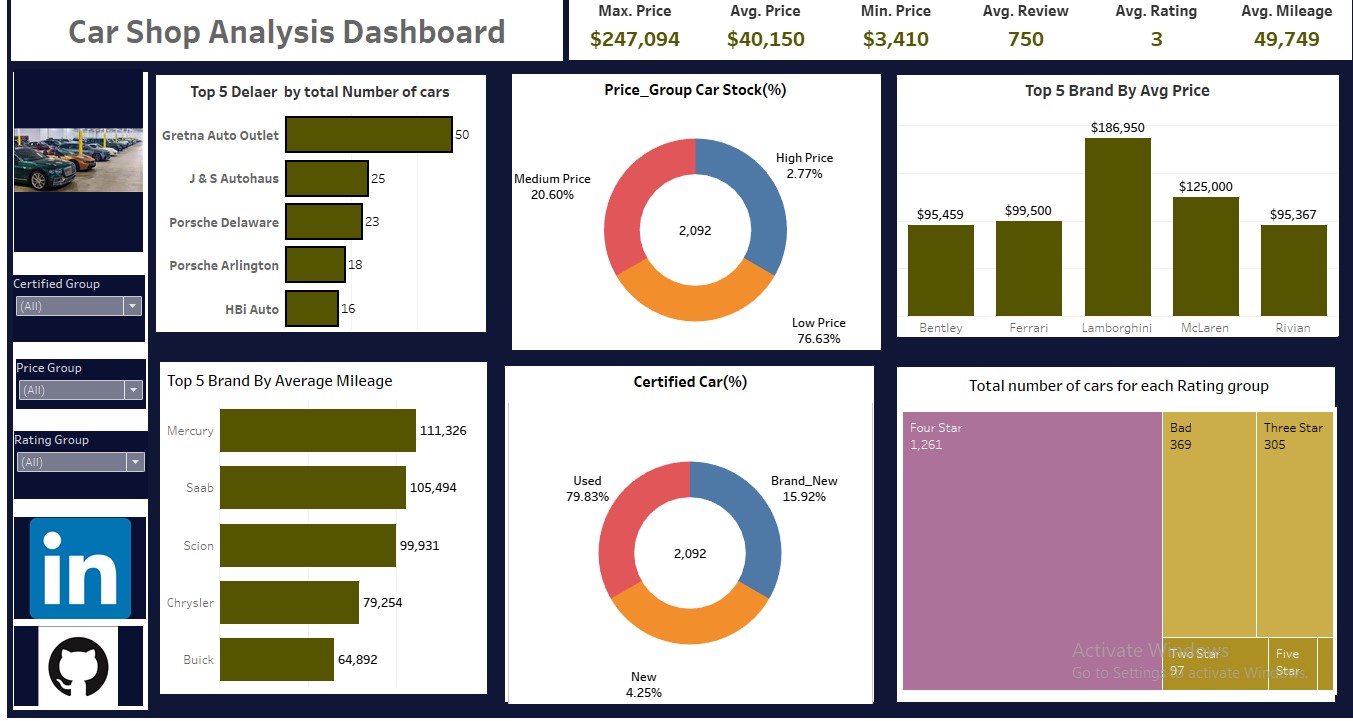 Car Shop Analysis Dashboard
Max. Price
$247,094
Avg. Price
$40,150
Min. Price
$3,410
Avg. Review
750
Avg. Rating
3
Avg. Mileage
49,749
Certified Group
(All)
Price Group
(All)
Rating Group
(All)
in
Top 5 Delaer by total Number of cars
Gretna Auto Outlet 50
J & S Autohaus 25
Porsche Delaware 23
Porsche Arlington 18
HBi Auto 16
Price_Group Car Stock(%)
High Price
2.77%
Medium Price
20.60%
2,092
Low Price
76.63%
Top 5 Brand By Avg Price
$95,459
$99,500
$186,950
$125,000
$95,367
Bentley
Ferrari
Lamborghini
McLaren
Rivian
Top 5 Brand By Average Mileage
Mercury 111,326
Saab 105,494
Scion 99,931
Chrysler 79,254
Buick 64,892
Certified Car(%)
Used
79.83%
Brand_New
15.92%
2,092
New
4.25%
Total number of cars for each Rating group
Four Star
1,261
Bad
369
Three Star
305
Two Star
97
Five
Star
Activate Windows
Go to Settings to activate Windows.